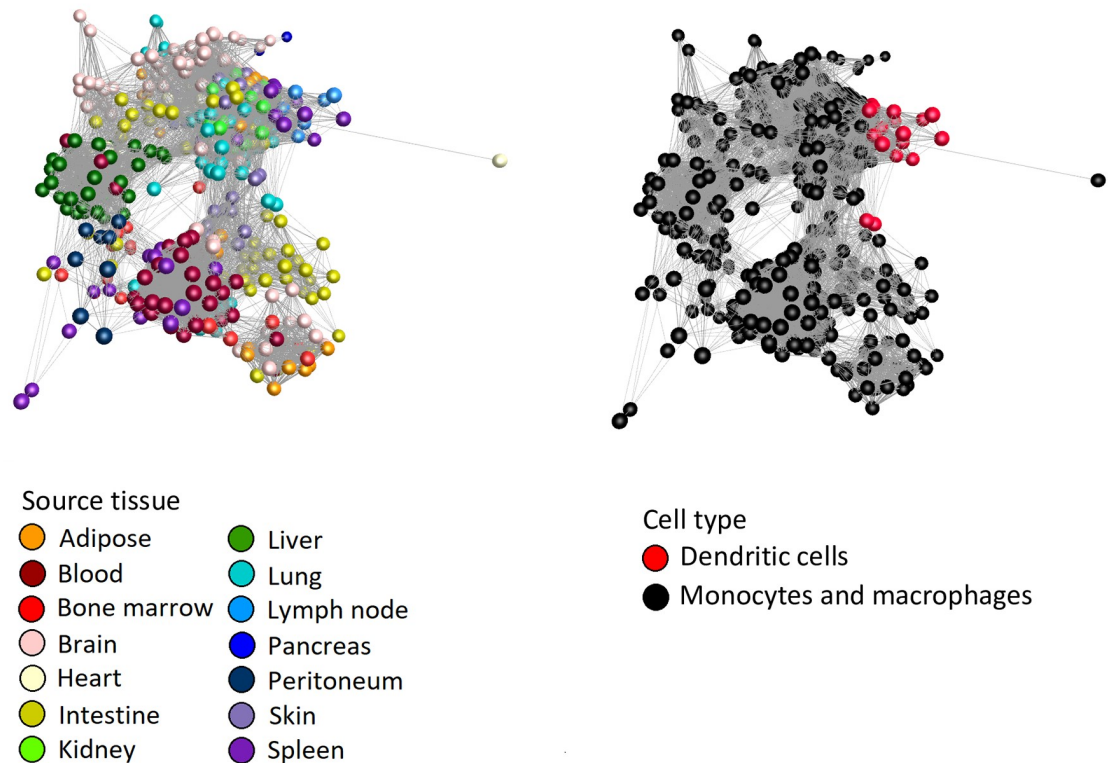 Source tissue
Adipose
Blood
Bone marrow
Brain
Heart
Intestine
Kidney
Liver
Lung
Lymph node
Pancreas
Peritoneum
Skin
Spleen
Cell type
Dendritic cells
Monocytes and macrophages